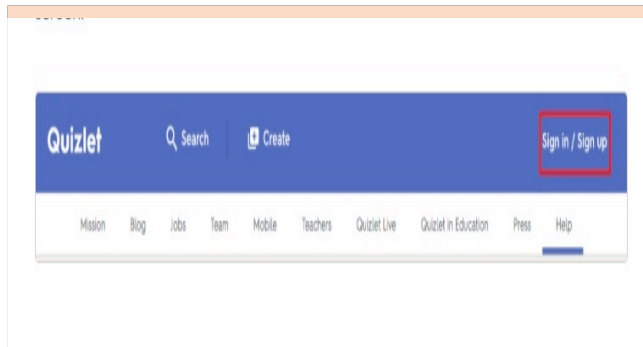 Quizlet Search Create Sign in / Sign up
Mission Blog Jobs Team Mobile Teachers Quizlet Live Quizlet in Education Press Help